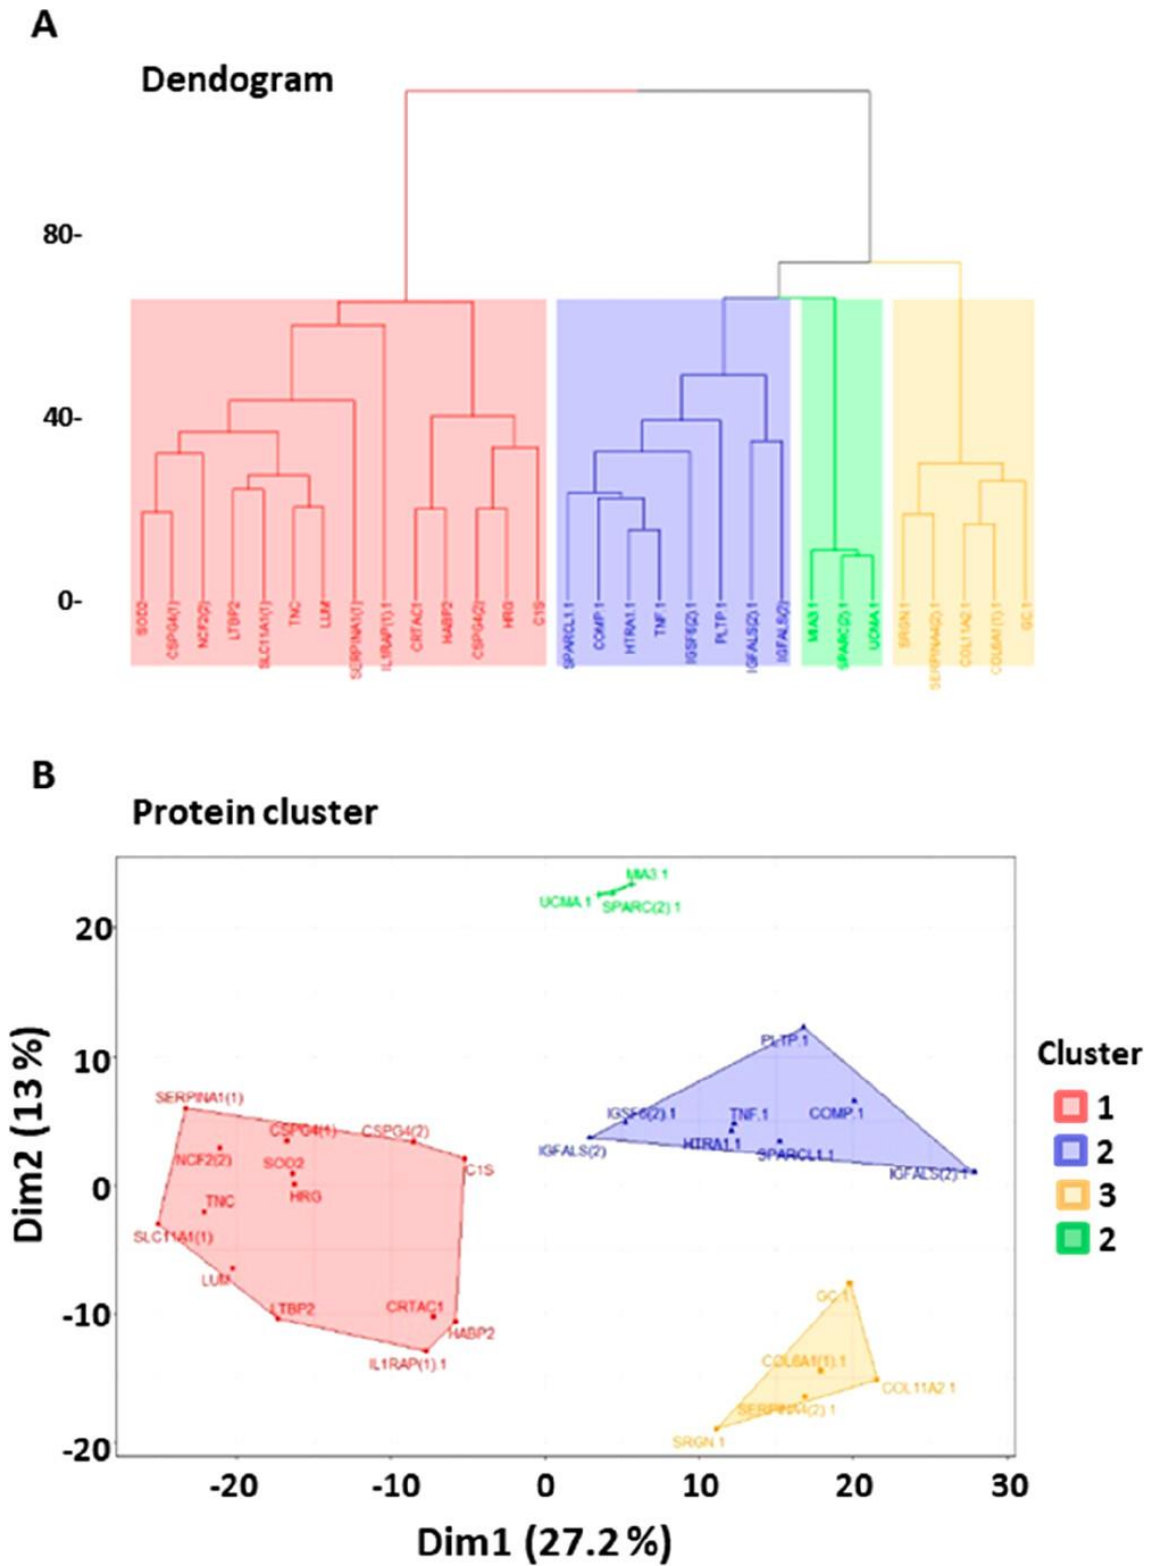 A
Dendogram
80-
40-
0-
SOD2
CSPG4(1)
NCF2(2)
LTBP2
SLC11A1(1)
TNC
LUM
SERPINA1(1)
IL1RAP(1).1
CRTAC1
HABP2
CSPG4(2)
HRG
C1S
SPARCL1.1
COMP.1
HTRA1.1
TNF.1
IGSF6(2).1
PLTP.1
IGFALS(2).1
IGFALS(2)
MIA3.1
SPARC(2).1
UCMA.1
SRGN.1
SERPINA4(2).1
COL11A2.1
COL6A1(1).1
GC.1
B
Protein cluster
MIA3.1
UCMA.1
SPARC(2).1
20
PLTP.1
10
Cluster
SERPINA1(1)
IGSF6(2).1
TNF.1
COMP.1
1
CSPG4(1)
CSPG4(2)
IGFALS(2)
HTRA1.1
SPARCL1.1
2
NCF2(2)
SOD2
C1S
IGFALS(2).1
0
HRG
3
TNC
SLC11A1(1)
2
LUM
GC.1
-10
LTBP2
CRTAC1
HABP2
IL1RAP(1).1
COL6A1(1).1
COL11A2.1
SERPINA4(2).1
SRGN.1
-20
Dim2 (13 %)
-20
-10
0
10
20
30
Dim1 (27.2 %)